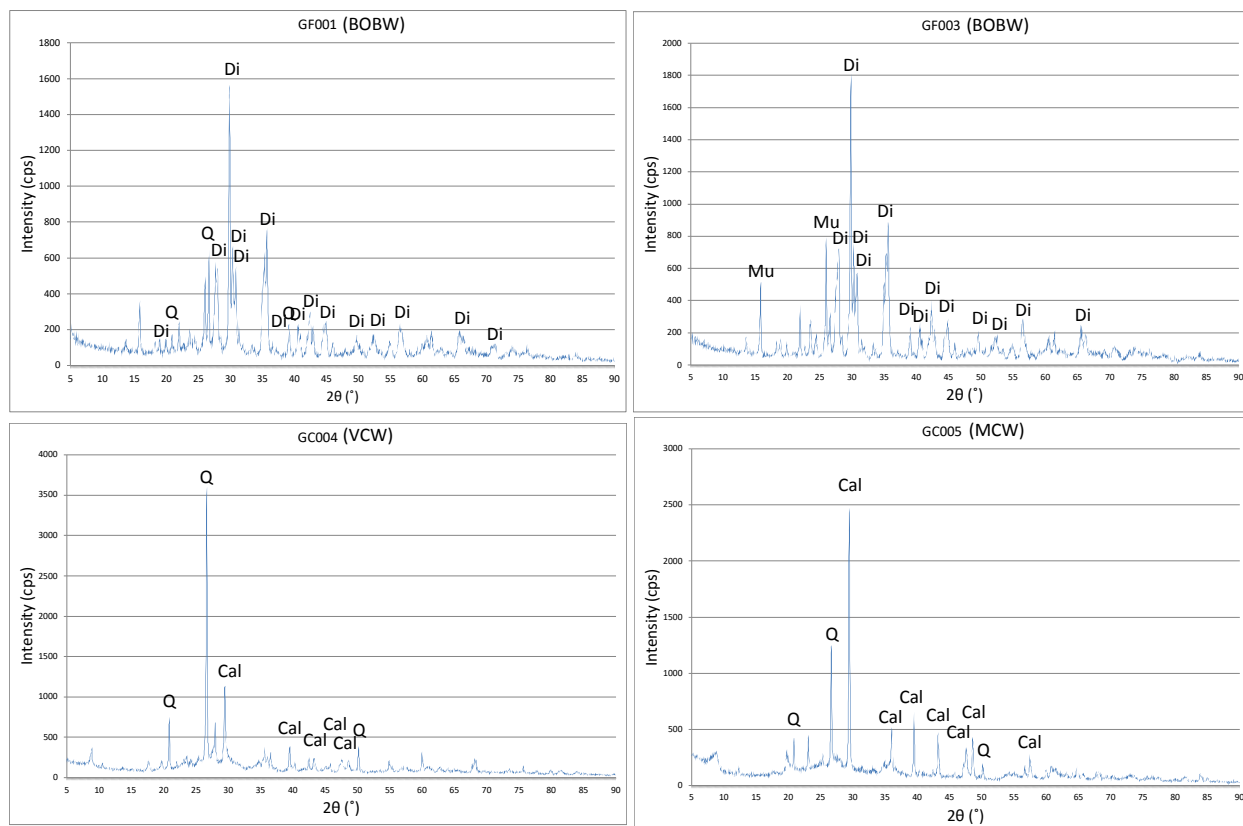 GF001 (BOBW)
Intensity (cps)
1800
1600
1400
1200
1000
800
600
400
200
0
Di
Q
Di
Di
Di
Di
Di
Q
Di
Q
Di
Di
Di
Di
Di
Di
Di
Di
Di
5 10 15 20 25 30 35 40 45 50 55 60 65 70 75 80 85 90
2θ (˚)
GF003 (BOBW)
Intensity (cps)
2000
1800
1600
1400
1200
1000
800
600
400
200
0
Di
Mu
Di
Di
Di
Di
Mu
Di
Di
Di
Di
Di
Di
Di
Di
5 10 15 20 25 30 35 40 45 50 55 60 65 70 75 80 85 90
2θ (˚)
GC004 (VCW)
Intensity (cps)
4000
3500
3000
2500
2000
1500
1000
500
0
Q
Q
Cal
Cal
Cal
Cal
Cal
Q
5 10 15 20 25 30 35 40 45 50 55 60 65 70 75 80 85 90
2θ (˚)
GC005 (MCW)
Intensity (cps)
3000
2500
2000
1500
1000
500
0
Cal
Q
Q
Cal
Cal
Cal
Cal
Cal
Q
Cal
5 10 15 20 25 30 35 40 45 50 55 60 65 70 75 80 85 90
2θ (˚)